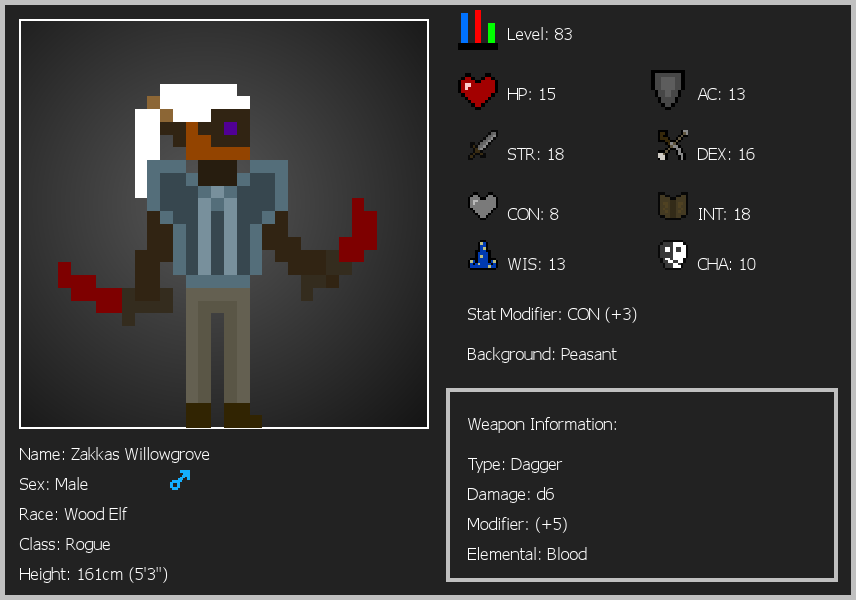 Level: 83
HP: 15
AC: 13
STR: 18
DEX: 16
CON: 8
INT: 18
WIS: 13
CHA: 10
Stat Modifier: CON (+3)
Background: Peasant
Weapon Information:
Type: Dagger
Damage: d6
Modifier: (+5)
Elemental: Blood
Name: Zakkas Willowgrove
Sex: Male
Race: Wood Elf
Class: Rogue
Height: 161cm (5'3")